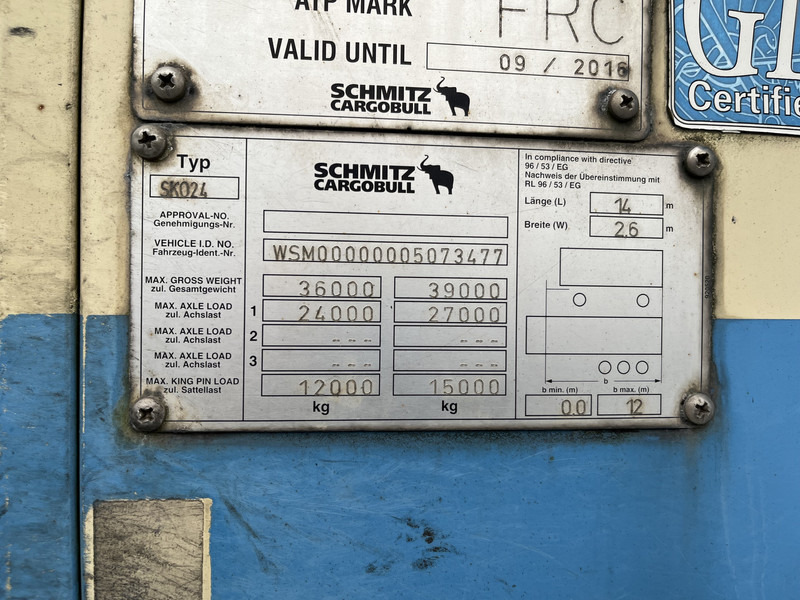 ATP MARK FRC
VALID UNTIL 09 / 2016
SCHMITZ
CARGOBULL
Certifie
Typ
SKO24
SCHMITZ
CARGOBULL
APPROVAL-NO.
Genehmigungs-Nr.
VEHICLE I.D. NO.
Fahrzeug-Ident.-Nr.
WSM00000005073477
MAX. GROSS WEIGHT
zul. Gesamtgewicht
36000 39000
MAX. AXLE LOAD
zul. Achslast
1 24000 27000
MAX. AXLE LOAD
zul. Achslast
2 --- ---
MAX. AXLE LOAD
zul. Achslast
3 --- ---
MAX. KING PIN LOAD
zul. Sattellast
12000 15000
kg kg
In compliance with directive
96 / 53 / EG
Nachweis der Übereinstimmung mit
RL 96 / 53 / EG
Länge (L) 14 m
Breite (W) 2.6 m
b
b min. (m) b max. (m)
0.0 12